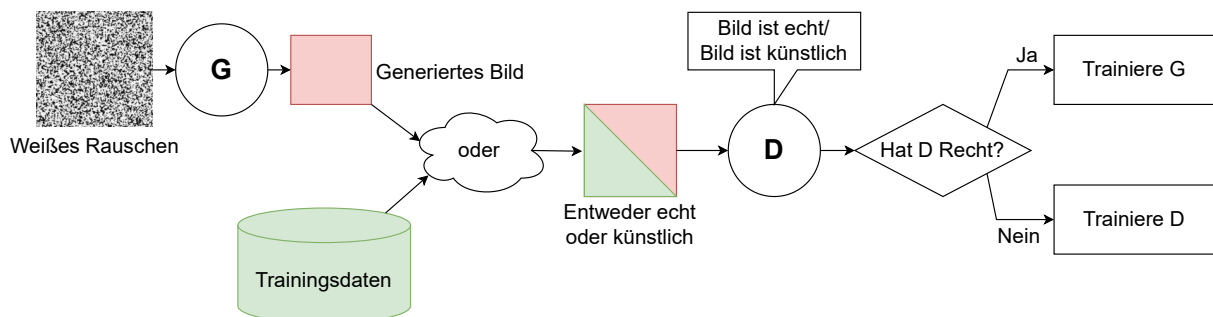 Weißes Rauschen
G
Generiertes Bild
Trainingsdaten
oder
Entweder echt
oder künstlich
Bild ist echt/
Bild ist künstlich
D
Hat D Recht?
Ja
Trainiere G
Nein
Trainiere D